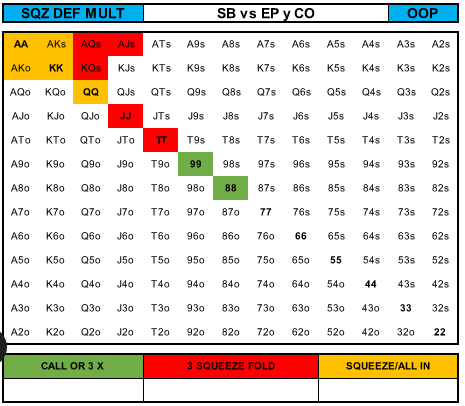 SQZ DEF MULT SB vs EP y CO OOP
AA AKs AQs AJs ATs A9s A8s A7s A6s A5s A4s A3s A2s
AKo KK KQs KJs KTs K9s K8s K7s K6s K5s K4s K3s K2s
AQo KQo QQ QJs QTs Q9s Q8s Q7s Q6s Q5s Q4s Q3s Q2s
AJo KJo QJo JJ JTs J9s J8s J7s J6s J5s J4s J3s J2s
ATo KTo QTo JTo TT T9s T8s T7s T6s T5s T4s T3s T2s
A9o K9o Q9o J9o T9o 99 98s 97s 96s 95s 94s 93s 92s
A8o K8o Q8o J8o T8o 98o 88 87s 86s 85s 84s 83s 82s
A7o K7o Q7o J7o T7o 97o 87o 77 76s 75s 74s 73s 72s
A6o K6o Q6o J6o T6o 96o 86o 76o 66 65s 64s 63s 62s
A5o K5o Q5o J5o T5o 95o 85o 75o 65o 55 54s 53s 52s
A4o K4o Q4o J4o T4o 94o 84o 74o 64o 54o 44 43s 42s
A3o K3o Q3o J3o T3o 93o 83o 73o 63o 53o 43o 33 32s
A2o K2o Q2o J2o T2o 92o 82o 72o 62o 52o 42o 32o 22
CALL OR 3 X 3 SQUEEZE FOLD SQUEEZE/ALL IN